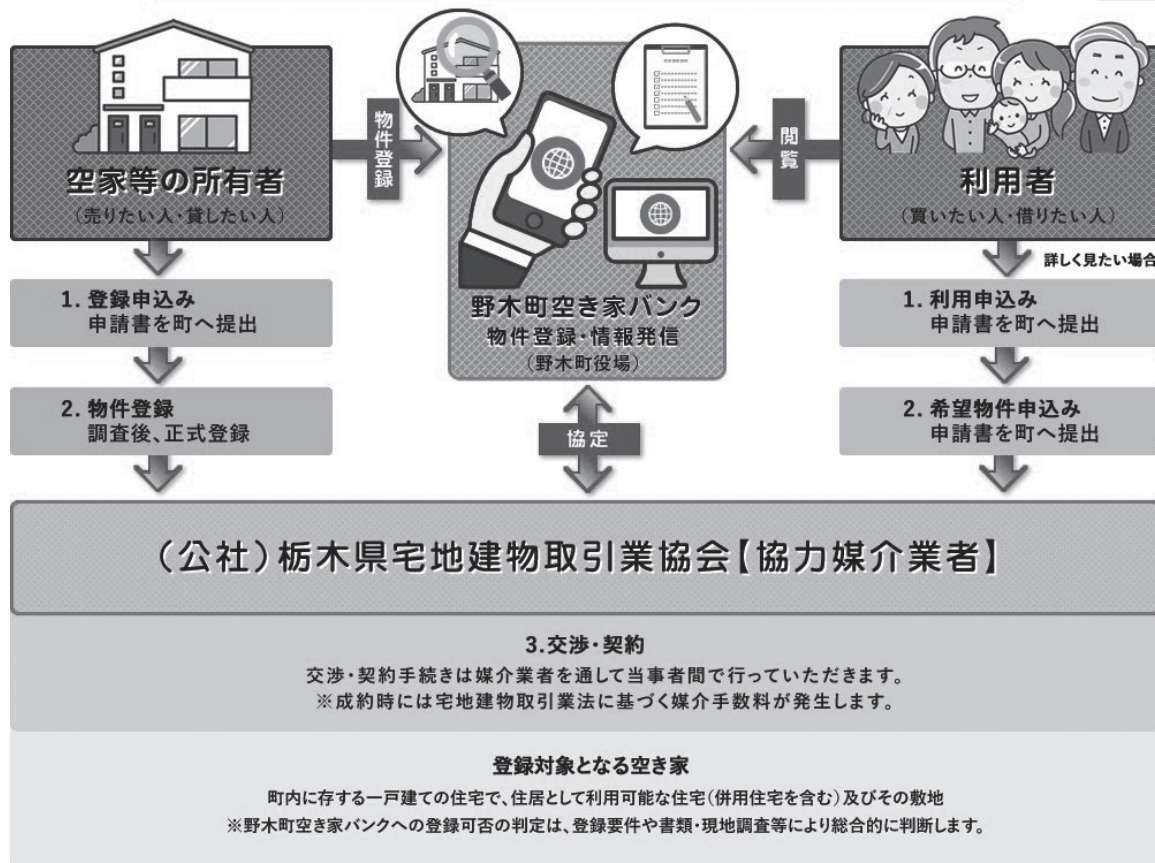 空家等の所有者
(売りたい人・貸したい人)
1. 登録申込み
申請書を町へ提出
2. 物件登録
調査後、正式登録
物件登録
野木町空き家バンク
物件登録・情報発信
(野木町役場)
協定
閲覧
利用者
(買いたい人・借りたい人)
詳しく見たい場合
1. 利用申込み
申請書を町へ提出
2. 希望物件申込み
申請書を町へ提出
(公社)栃木県宅地建物取引業協会【協力媒介業者】
3.交渉・契約
交渉・契約手続きは媒介業者を通して当事者間で行っていただきます。
※成約時には宅地建物取引業法に基づく媒介手数料が発生します。
登録対象となる空き家
町内に存する一戸建ての住宅で、住居として利用可能な住宅(併用住宅を含む)及びその敷地
※野木町空き家バンクへの登録可否の判定は、登録要件や書類・現地調査等により総合的に判断します。